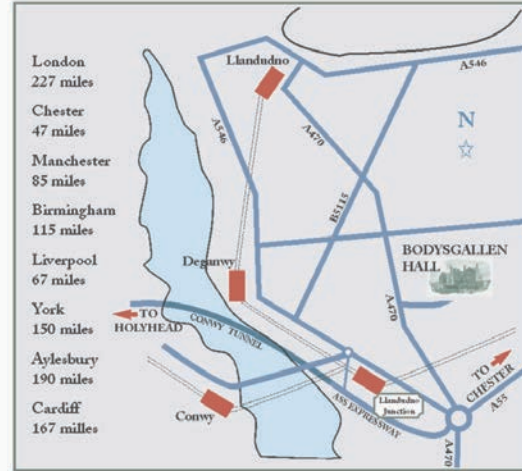 London
227 miles
Chester
47 miles
Manchester
85 miles
Birmingham
115 miles
Liverpool
67 miles
York
150 miles
Aylesbury
190 miles
Cardiff
167 miles
Llandudno
A546
A470
A546
N
B5115
BODYSGALLEN
HALL
Deganwy
A470
TO
HOLYHEAD
CONWY TUNNEL
TO
CHESTER
A55
Llandudno
Junction
Conwy
ASS EXPRESSWAY
A470